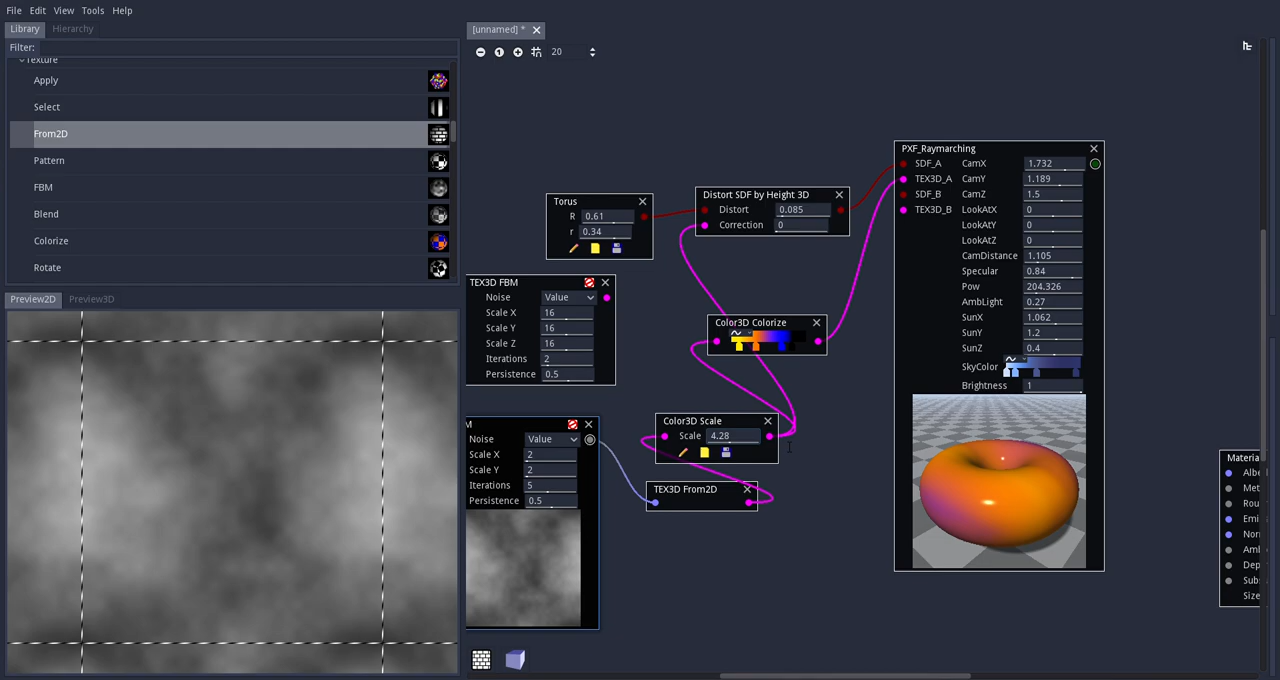 File Edit View Tools Help
Library Hierarchy
Filter:
Texture
Apply
Select
From2D
Pattern
FBM
Blend
Colorize
Rotate
Preview2D Preview3D
[unnamed] *
20
Torus
R 0.61
r 0.34
Distort SDF by Height 3D
Distort 0.085
Correction 0
TEX3D FBM
Noise Value
Scale X 16
Scale Y 16
Scale Z 16
Iterations 2
Persistence 0.5
Color3D Colorize
Color3D Scale
Scale 4.28
TEX3D From2D
M
Noise Value
Scale X 2
Scale Y 2
Iterations 5
Persistence 0.5
PXF_Raymarching
SDF_A CamX 1.732
TEX3D_A CamY 1.189
SDF_B CamZ 1.5
TEX3D_B LookAtX 0
LookAtY 0
LookAtZ 0
CamDistance 1.105
Specular 0.84
Pow 204.326
AmbLight 0.27
SunX 1.062
SunY 1.2
SunZ 0.4
SkyColor
Brightness 1
Materia
Albe
Met
Rou
Emi
Nor
Amb
Dep
Sub
Size